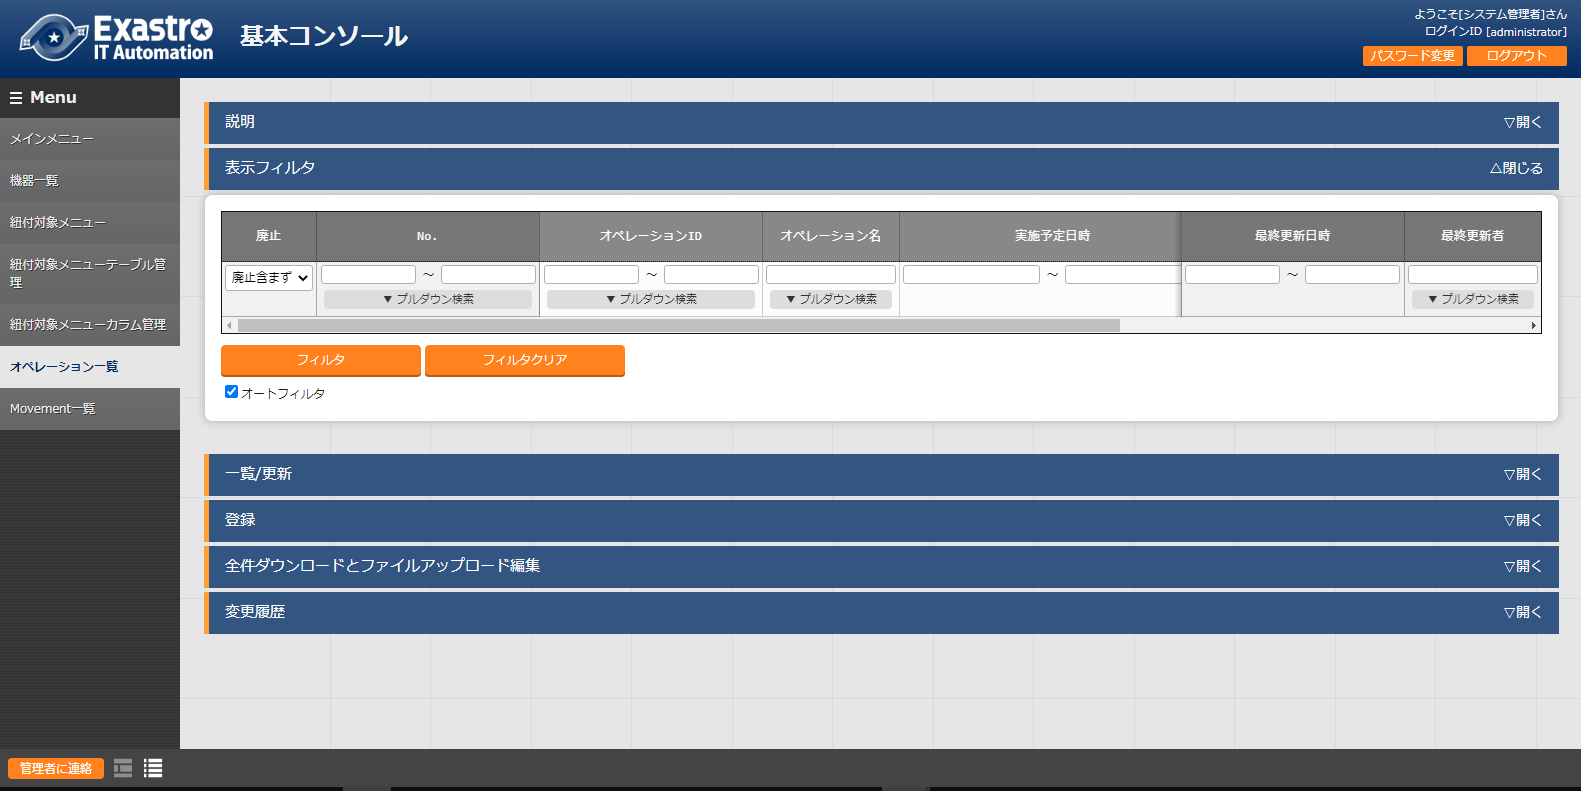 Exastro
IT Automation
基本コンソール
ようこそ[システム管理者]さん
ログインID [administrator]
パスワード変更
ログアウト
Menu
メインメニュー
機器一覧
紐付対象メニュー
紐付対象メニューテーブル管
理
紐付対象メニューカラム管理
オペレーション一覧
Movement一覧
説明
▽開く
表示フィルタ
△閉じる
廃止
No.
オペレーションID
オペレーション名
実施予定日時
最終更新日時
最終更新者
廃止含まず
～
～
～
～
▼ プルダウン検索
▼ プルダウン検索
▼ プルダウン検索
▼ プルダウン検索
フィルタ
フィルタクリア
オートフィルタ
一覧/更新
▽開く
登録
▽開く
全件ダウンロードとファイルアップロード編集
▽開く
変更履歴
▽開く
管理者に連絡